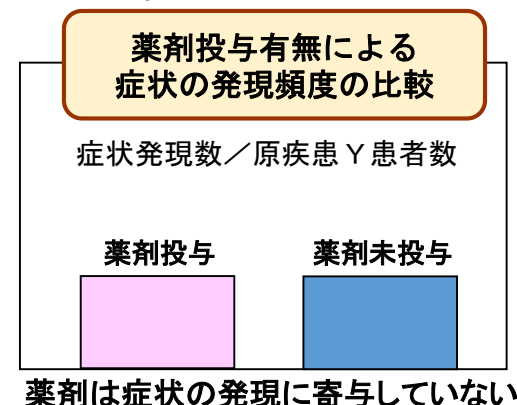 薬剤投与有無による
症状の発現頻度の比較
症状発現数／原疾患Ｙ患者数
薬剤投与
薬剤未投与
薬剤は症状の発現に寄与していない